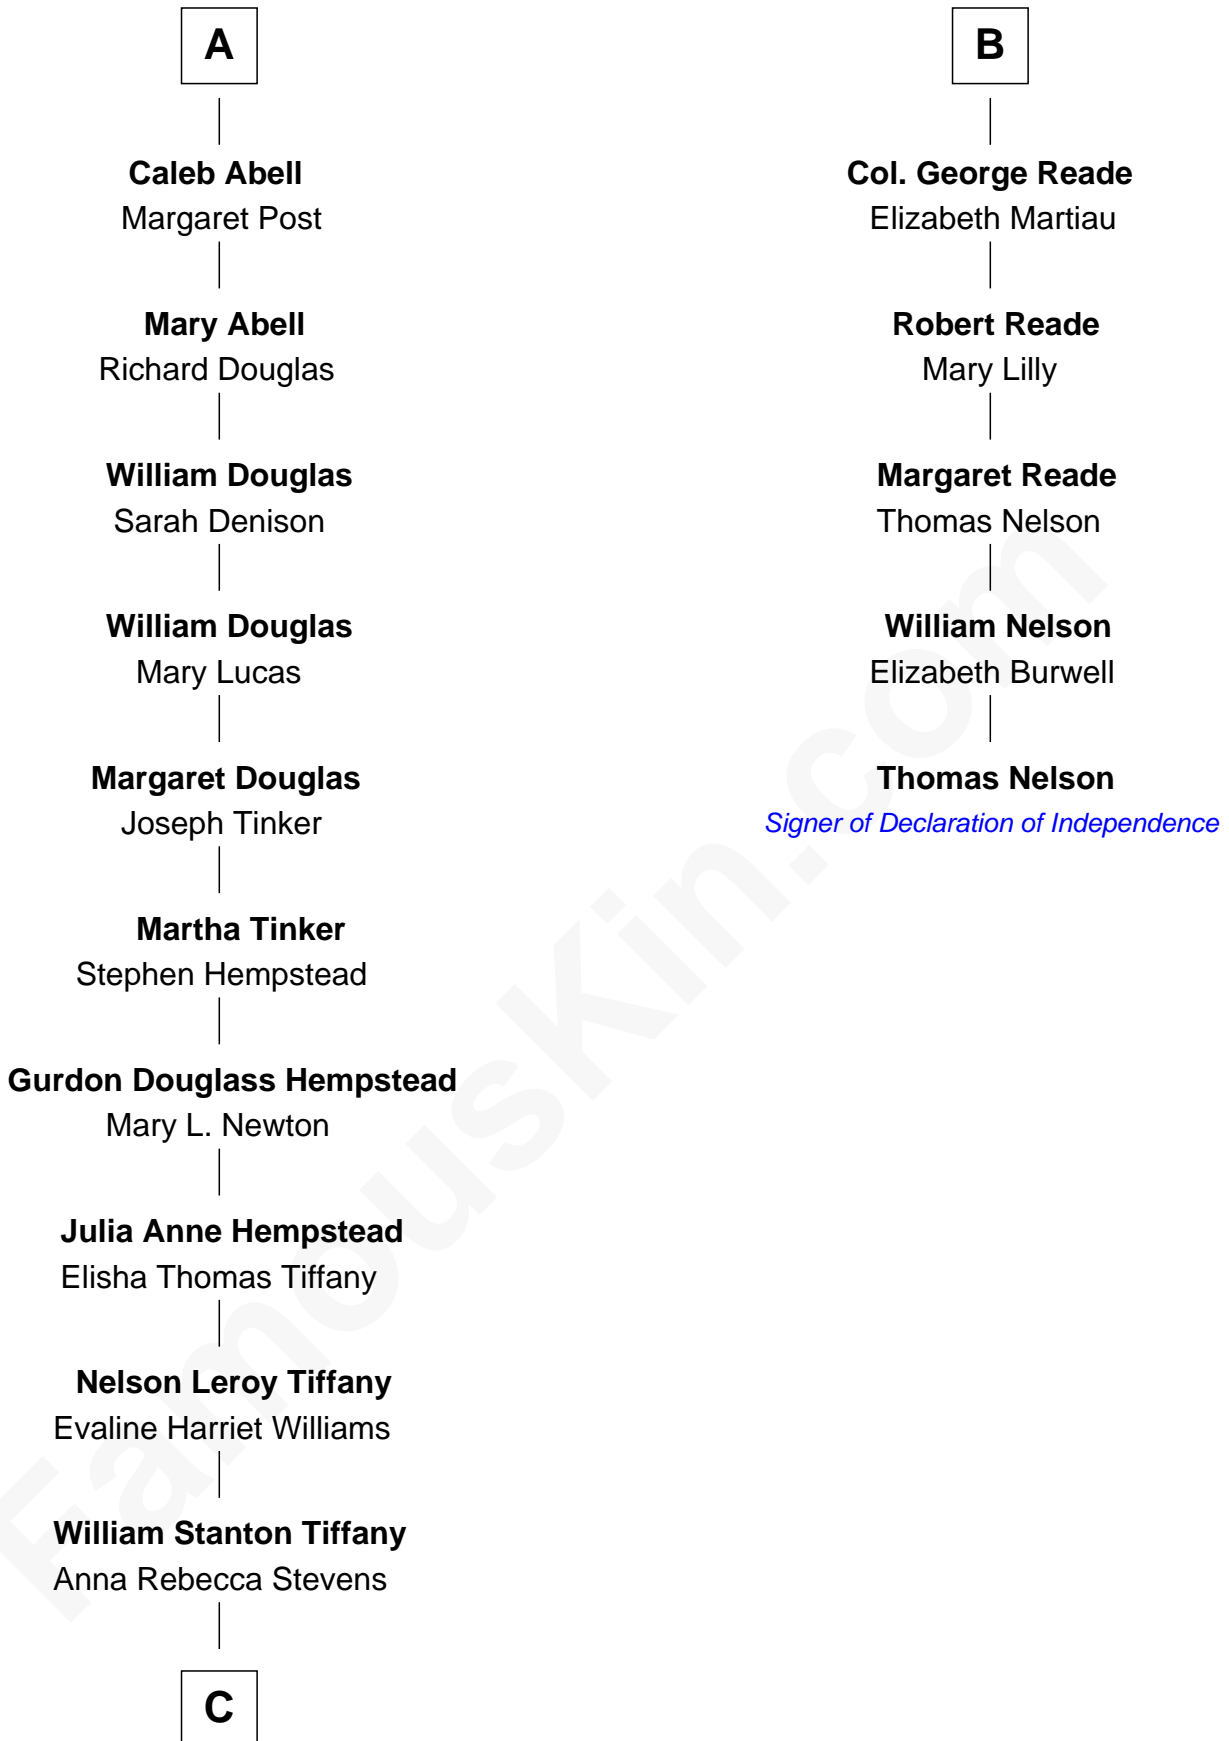 A
Caleb Abell
Margaret Post
Mary Abell
Richard Douglas
William Douglas
Sarah Denison
William Douglas
Mary Lucas
Margaret Douglas
Joseph Tinker
Martha Tinker
Stephen Hempstead
Gurdon Douglass Hempstead
Mary L. Newton
Julia Anne Hempstead
Elisha Thomas Tiffany
Nelson Leroy Tiffany
Evaline Harriet Williams
William Stanton Tiffany
Anna Rebecca Stevens
C
B
Col. George Reade
Elizabeth Martiau
Robert Reade
Mary Lilly
Margaret Reade
Thomas Nelson
William Nelson
Elizabeth Burwell
Thomas Nelson
Signer of Declaration of Independence
FamousKin.com